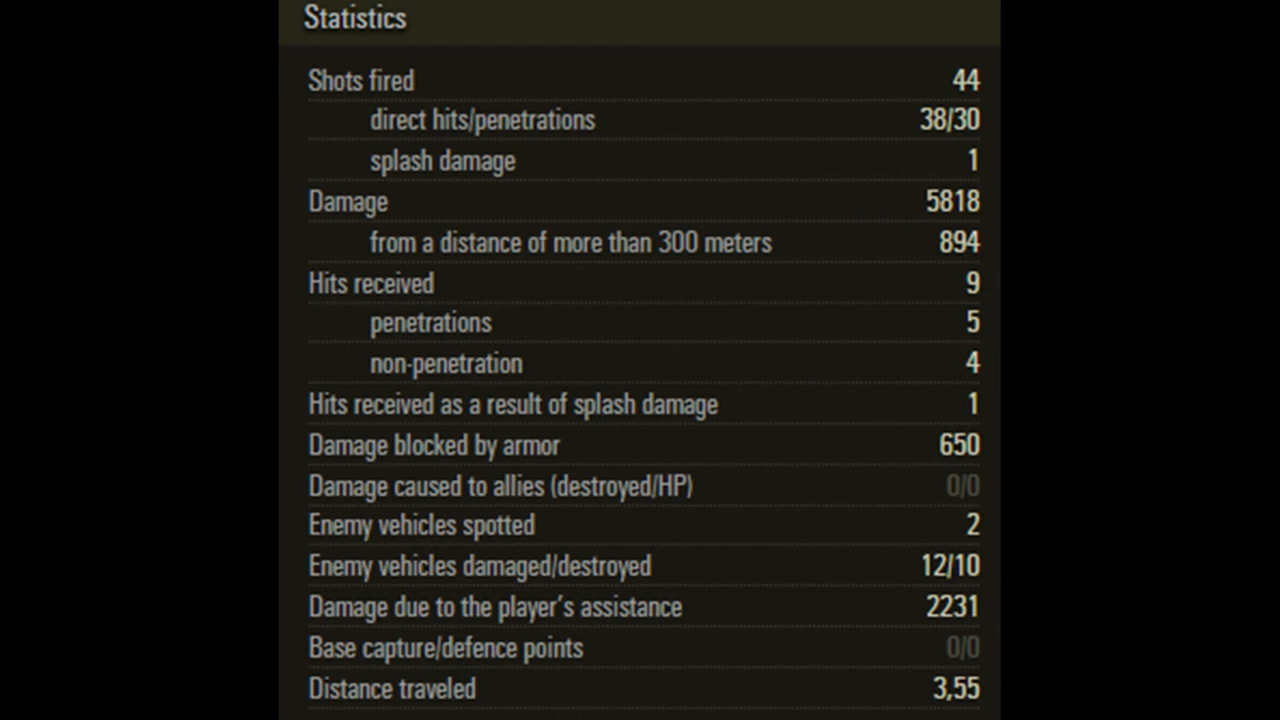 Statistics
Shots fired 44
direct hits/penetrations 38/30
splash damage 1
Damage 5818
from a distance of more than 300 meters 894
Hits received 9
penetrations 5
non-penetration 4
Hits received as a result of splash damage 1
Damage blocked by armor 650
Damage caused to allies (destroyed/HP) 0/0
Enemy vehicles spotted 2
Enemy vehicles damaged/destroyed 12/10
Damage due to the player's assistance 2231
Base capture/defence points 0/0
Distance traveled 3,55